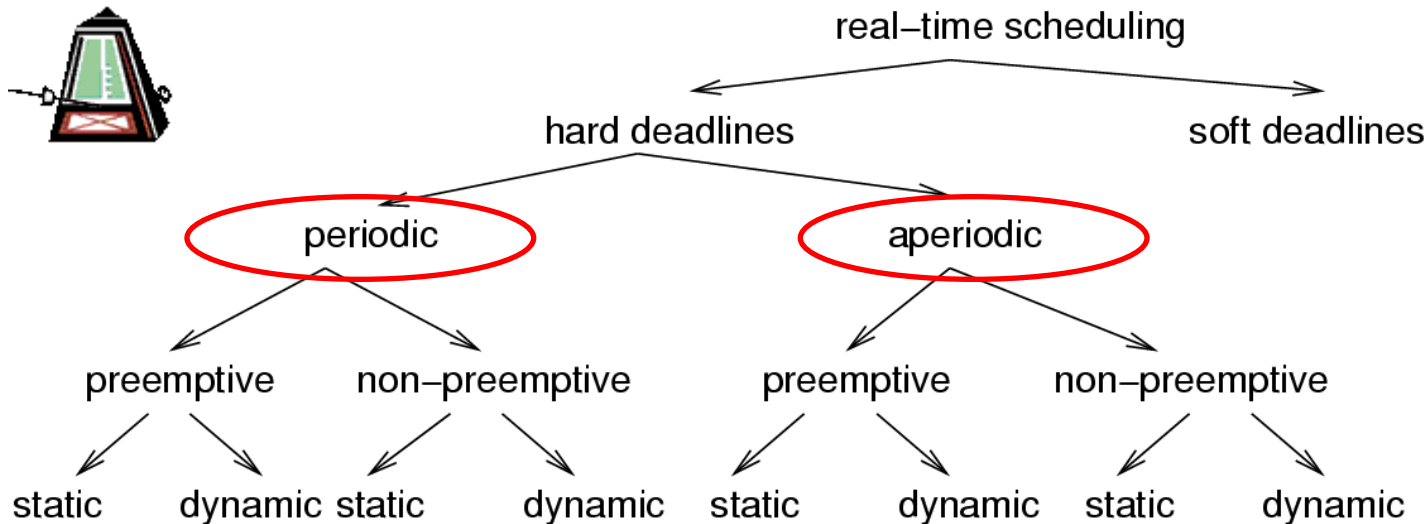 real−time scheduling
hard deadlines soft deadlines
periodic aperiodic
preemptive non−preemptive preemptive non−preemptive
static dynamic static dynamic static dynamic static dynamic